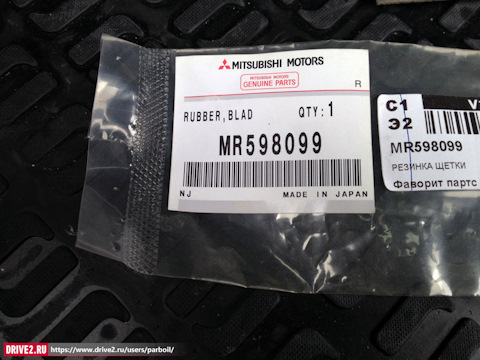 MITSUBISHI MOTORS
MITSUBISHI MOTORS
GENUINE PARTS
R
RUBBER,BLAD QTY:1
MR598099
NJ MADE IN JAPAN
C1
Э2
MR598099
РЕЗИНКА ЩЕТКИ
Фаворит партс
DRIVE2.RU https://www.drive2.ru/users/parboil/